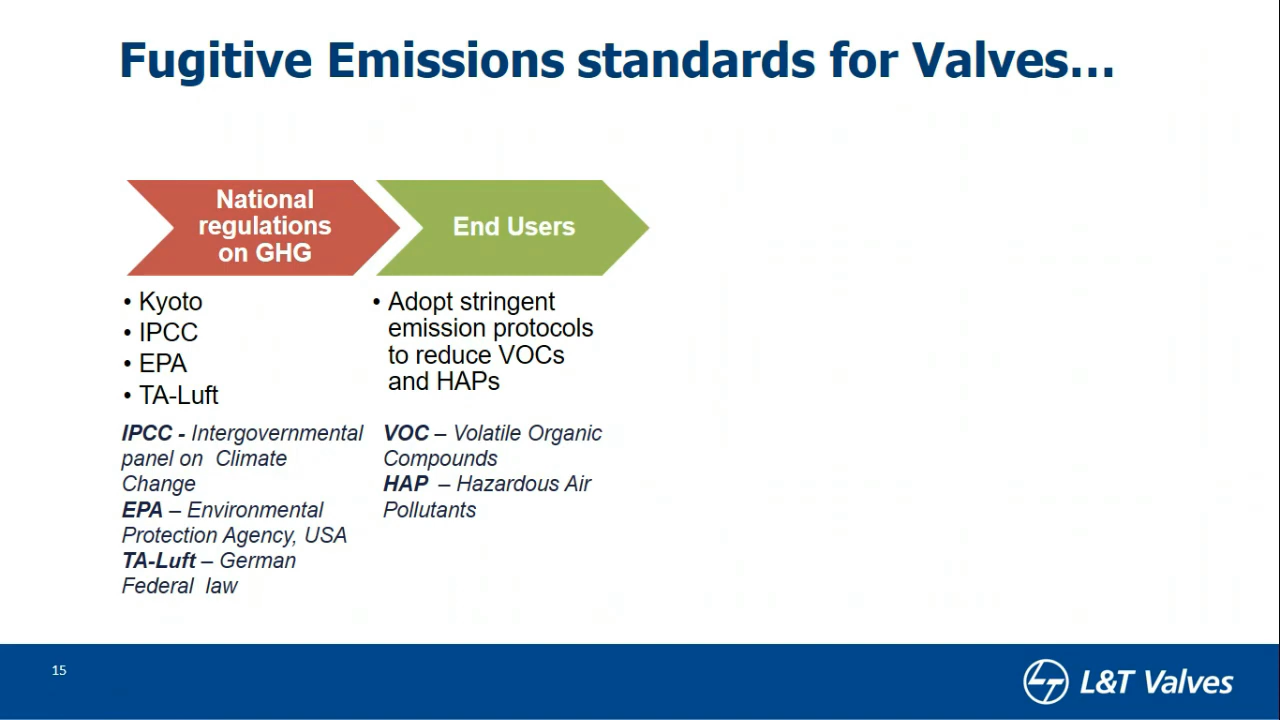 Fugitive Emissions standards for Valves...
National
regulations
on GHG
• Kyoto
• IPCC
• EPA
• TA-Luft
IPCC - Intergovernmental
panel on Climate
Change
EPA – Environmental
Protection Agency, USA
TA-Luft – German
Federal law
End Users
• Adopt stringent
emission protocols
to reduce VOCs
and HAPs
VOC – Volatile Organic
Compounds
HAP – Hazardous Air
Pollutants
15
L&T Valves